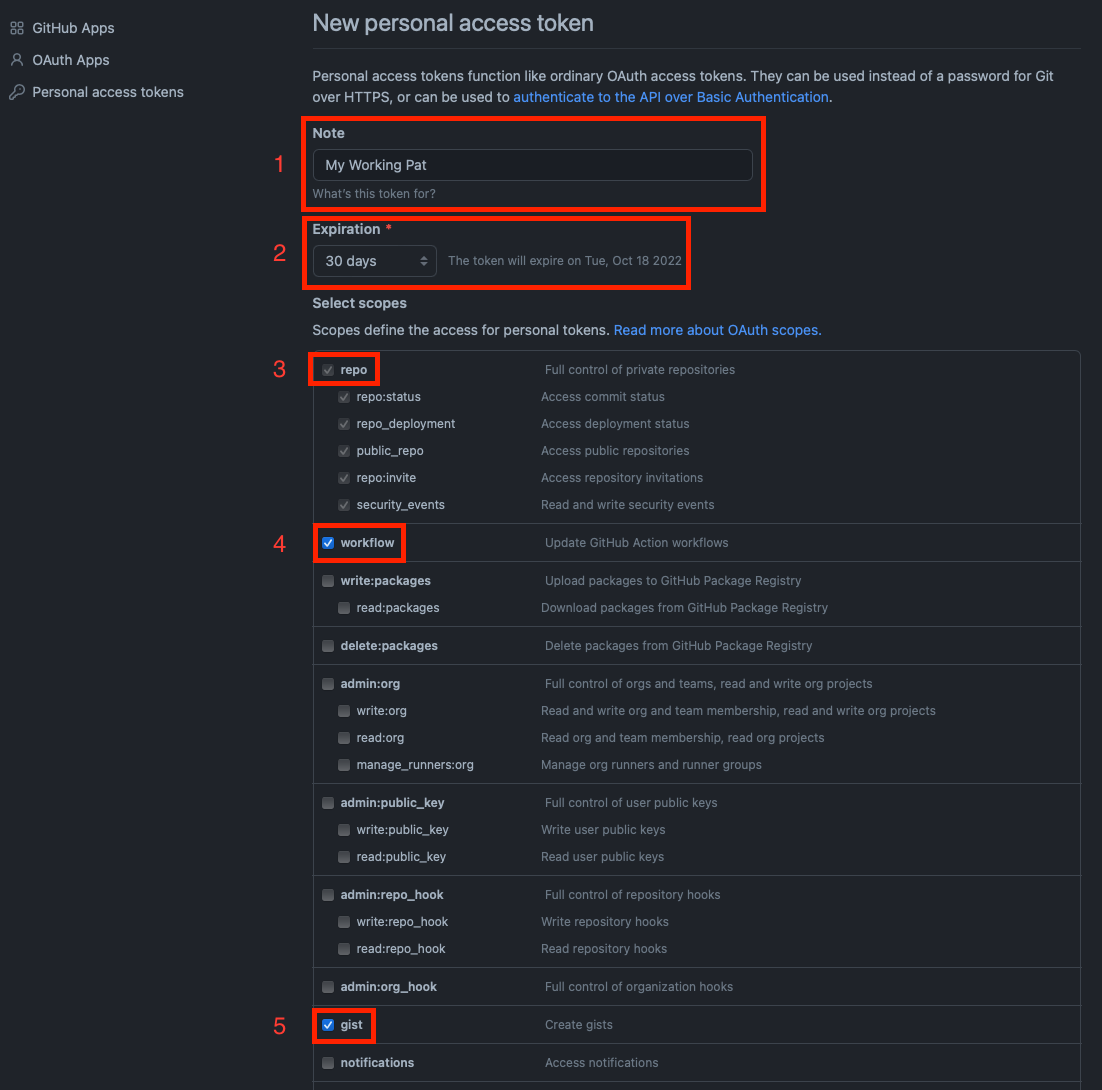 GitHub Apps
OAuth Apps
Personal access tokens
New personal access token
Personal access tokens function like ordinary OAuth access tokens. They can be used instead of a password for Git
over HTTPS, or can be used to authenticate to the API over Basic Authentication.
1
Note
My Working Pat
What's this token for?
2
Expiration *
30 days The token will expire on Tue, Oct 18 2022
Select scopes
Scopes define the access for personal tokens. Read more about OAuth scopes.
3 repo Full control of private repositories
repo:status Access commit status
repo_deployment Access deployment status
public_repo Access public repositories
repo:invite Access repository invitations
security_events Read and write security events
4 workflow Update GitHub Action workflows
write:packages Upload packages to GitHub Package Registry
read:packages Download packages from GitHub Package Registry
delete:packages Delete packages from GitHub Package Registry
admin:org Full control of orgs and teams, read and write org projects
write:org Read and write org and team membership, read and write org projects
read:org Read org and team membership, read org projects
manage_runners:org Manage org runners and runner groups
admin:public_key Full control of user public keys
write:public_key Write user public keys
read:public_key Read user public keys
admin:repo_hook Full control of repository hooks
write:repo_hook Write repository hooks
read:repo_hook Read repository hooks
admin:org_hook Full control of organization hooks
5 gist Create gists
notifications Access notifications